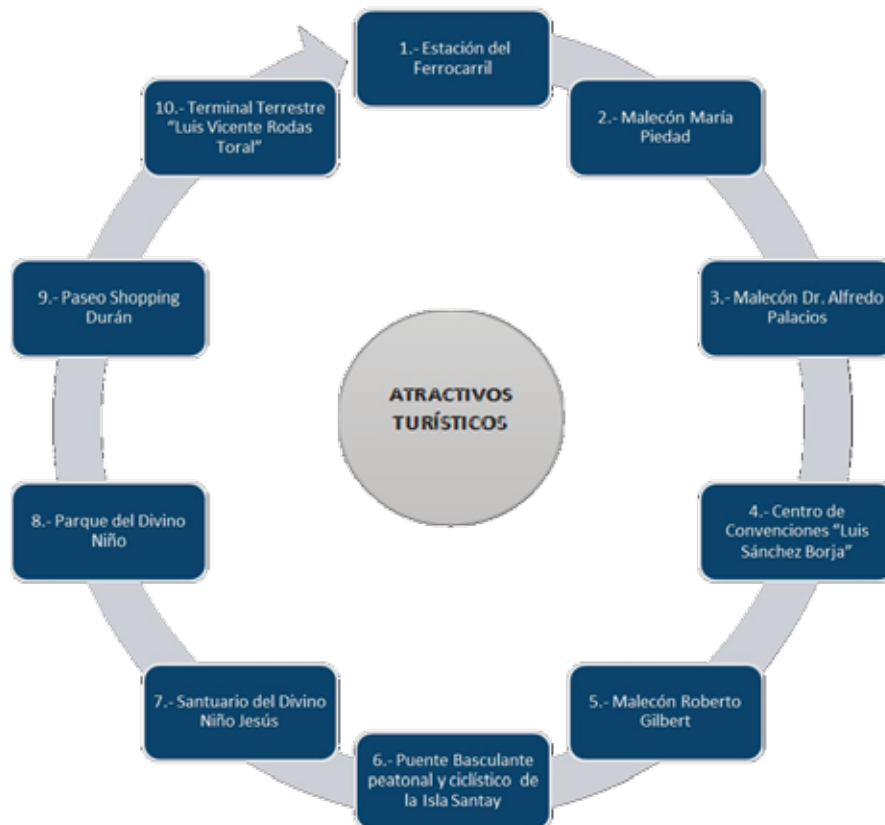 1.- Estación del
Ferrocarril
2.- Malecón María
Piedad
3.- Malecón Dr. Alfredo
Palacios
4.- Centro de
Convenciones “Luis
Sánchez Borja”
5.- Malecón Roberto
Gilbert
6.- Puente Basculante
peatonal y ciclístico de
la Isla Santay
7.- Santuario del Divino
Niño Jesús
8.- Parque del Divino
Niño
9.- Paseo Shopping
Durán
10.- Terminal Terrestre
“Luis Vicente Rodas
Toral”
ATRACTIVOS
TURÍSTICOS